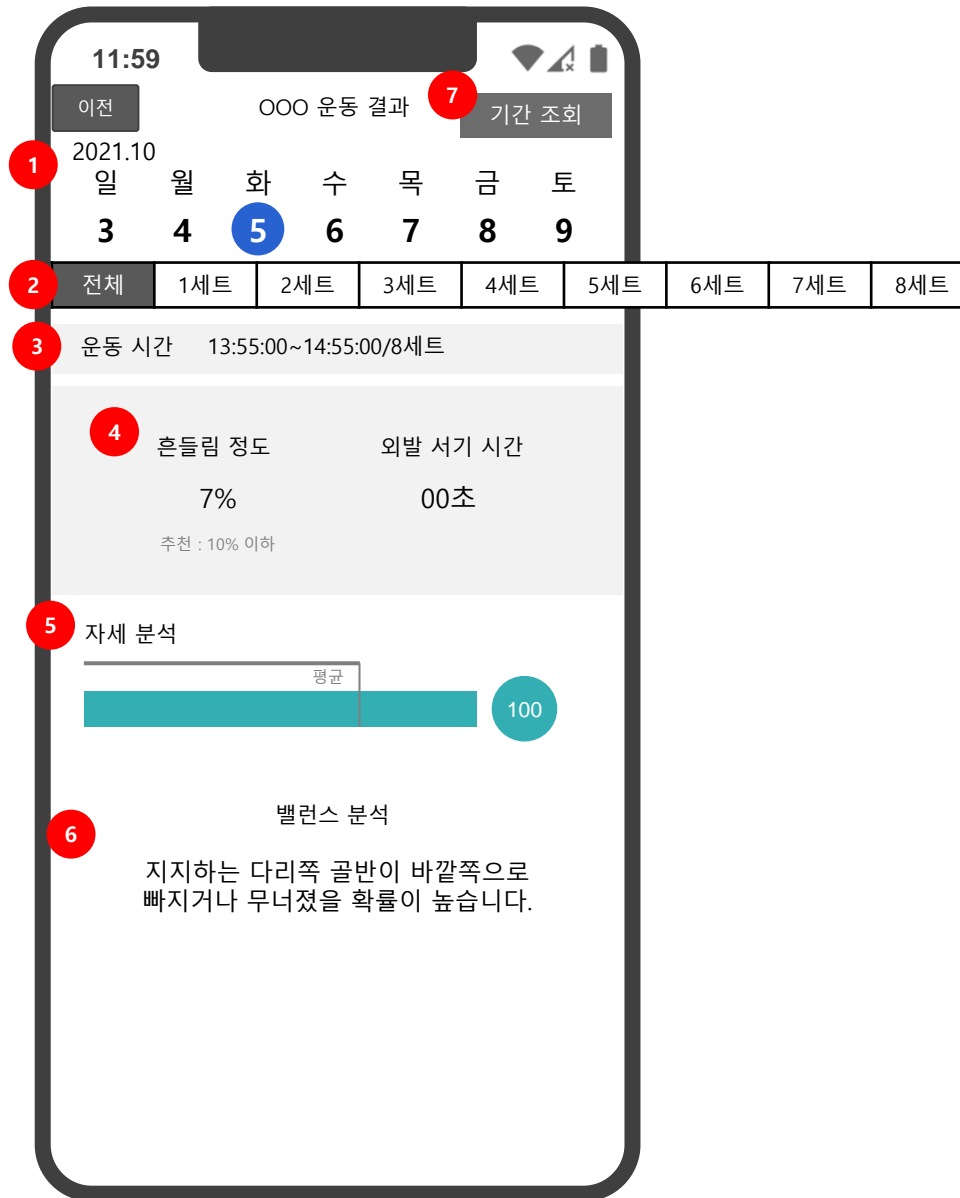 11:59
이전 OOO 운동 결과 7 기간 조회
1 2021.10
일 월 화 수 목 금 토
3 4 5 6 7 8 9
2 전체 1세트 2세트 3세트 4세트 5세트 6세트 7세트 8세트
3 운동 시간 13:55:00~14:55:00/8세트
4 흔들림 정도 외발 서기 시간
7% 00초
추천 : 10% 이하
5 자세 분석
평균
100
밸런스 분석
6
지지하는 다리쪽 골반이 바깥쪽으로
빠지거나 무너졌을 확률이 높습니다.